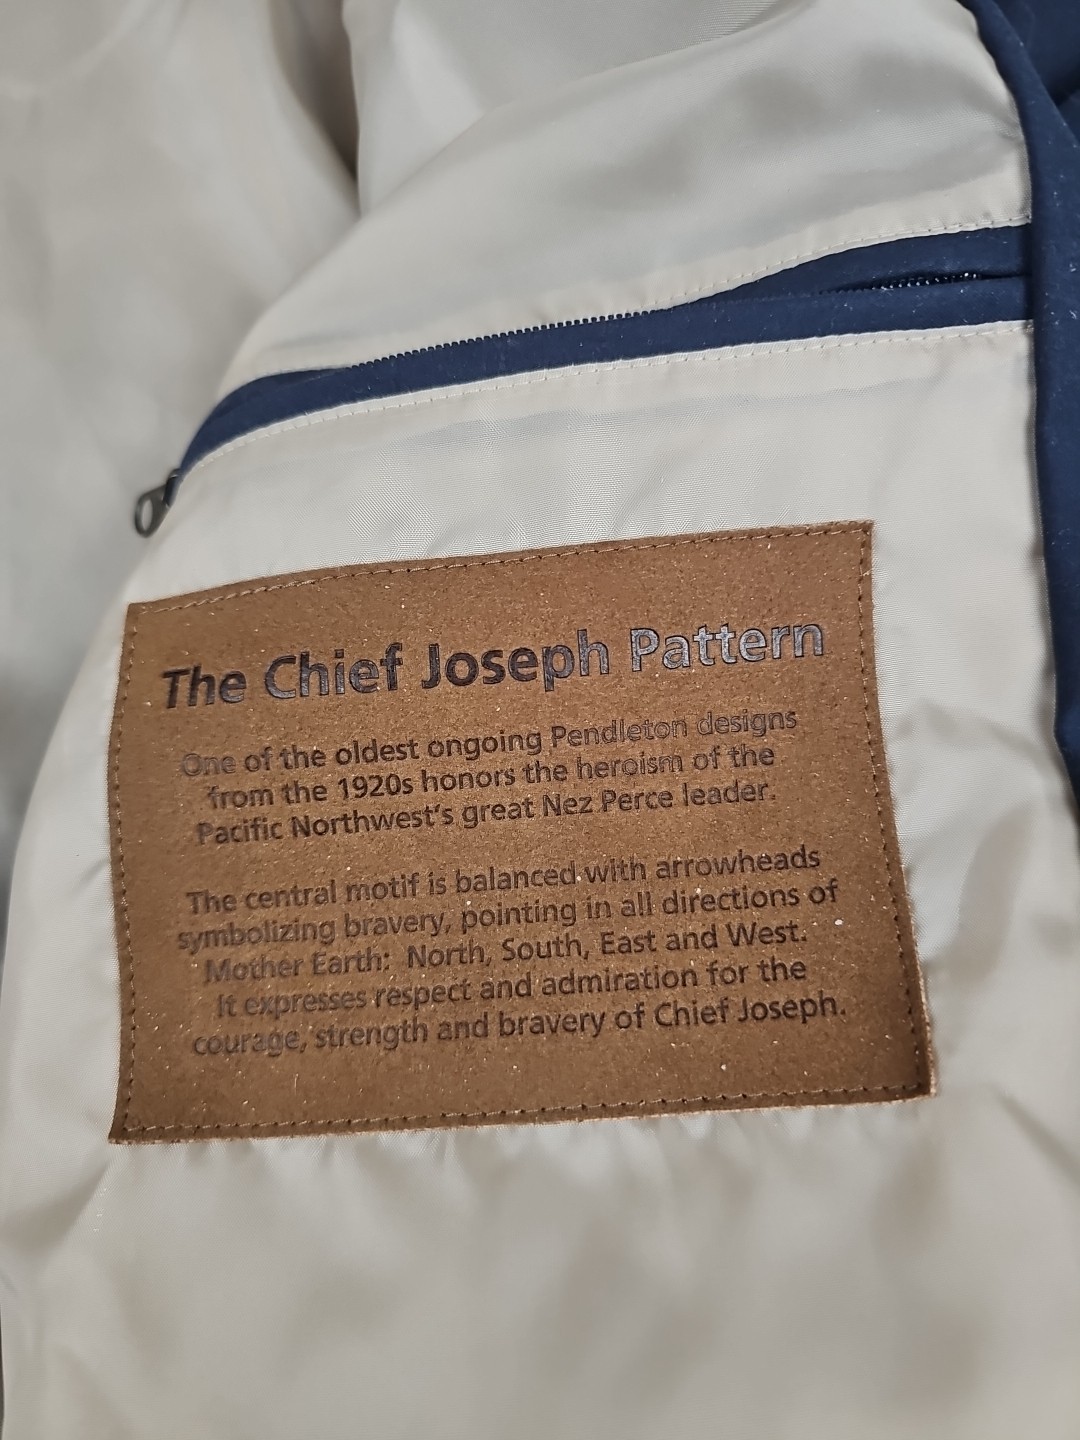 The Chief Joseph Pattern
One of the oldest ongoing Pendleton designs
from the 1920s honors the heroism of the
Pacific Northwest's great Nez Perce leader.
The central motif is balanced with arrowheads
symbolizing bravery, pointing in all directions of
Mother Earth: North, South, East and West.
It expresses respect and admiration for the
courage, strength and bravery of Chief Joseph.